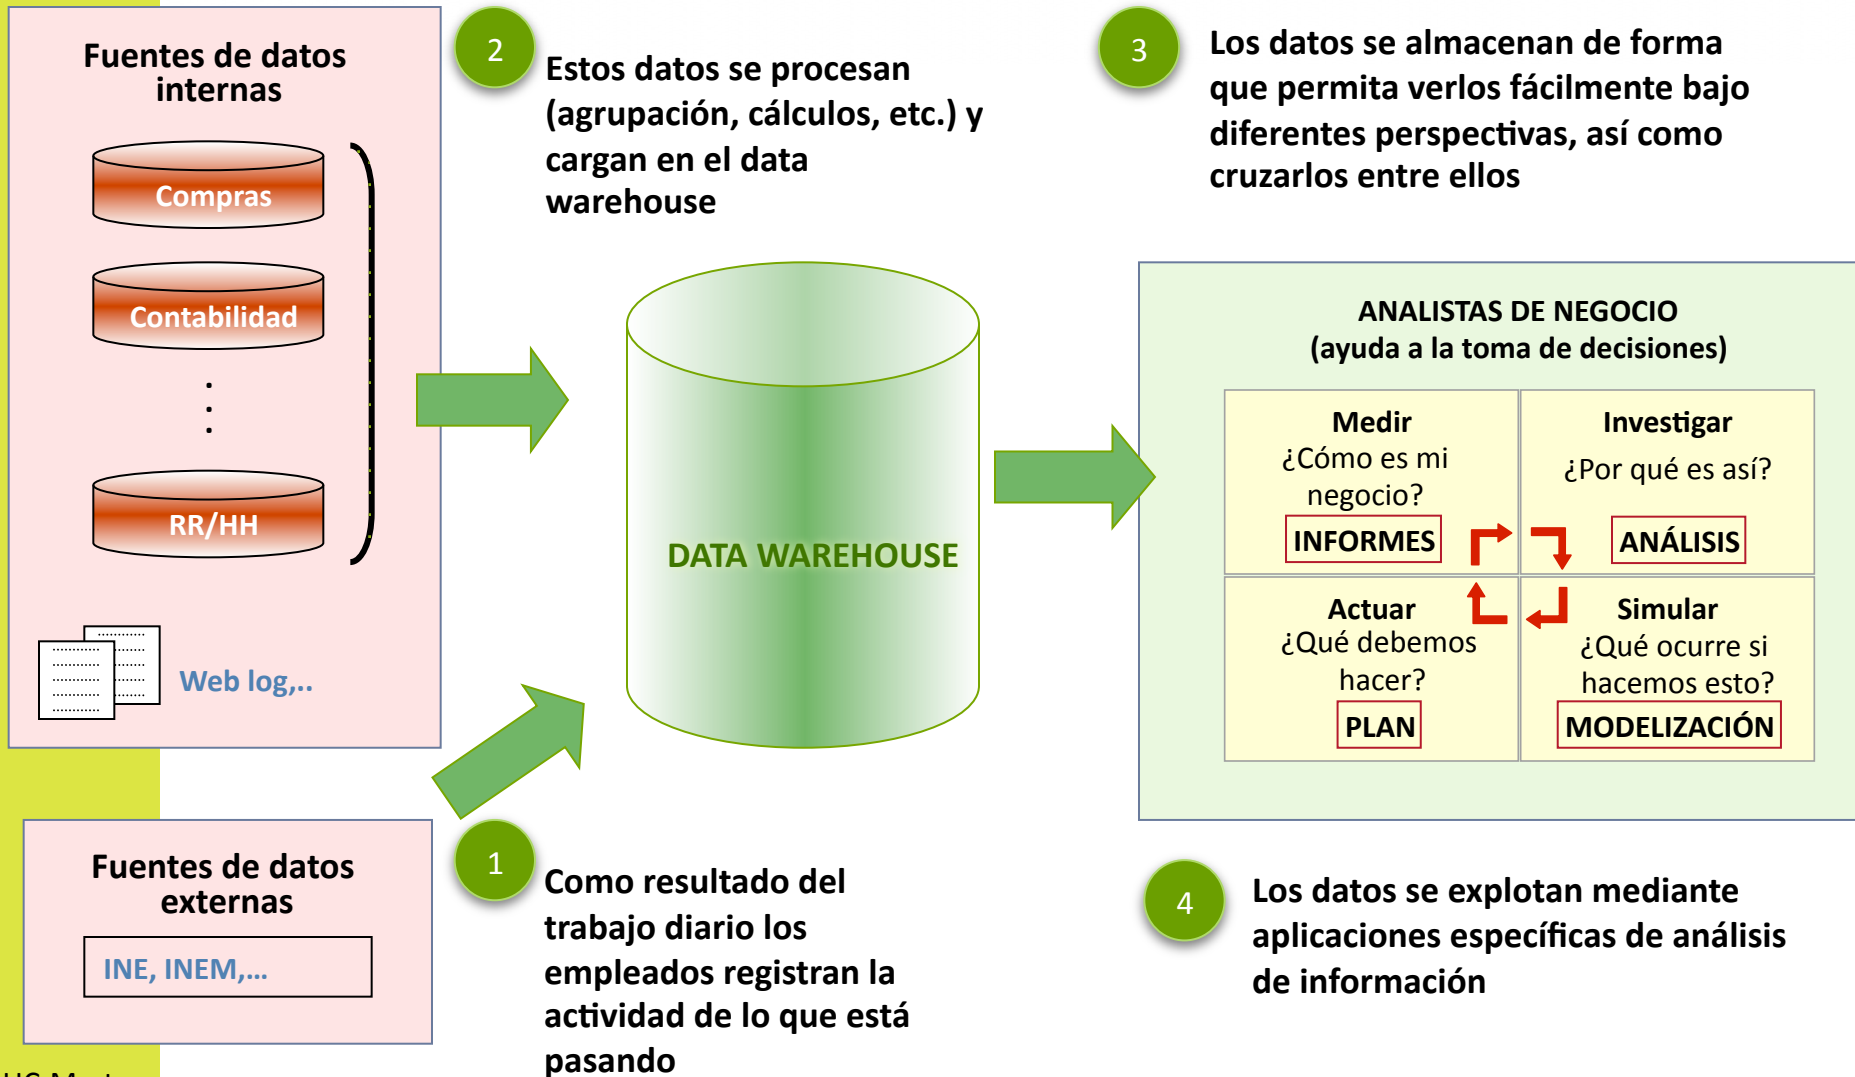 Fuentes de datos
internas
Compras
Contabilidad
.
.
.
RR/HH
Web log,..
Fuentes de datos
externas
INE, INEM,...
2
Estos datos se procesan
(agrupación, cálculos, etc.) y
cargan en el data
warehouse
DATA WAREHOUSE
1
Como resultado del
trabajo diario los
empleados registran la
actividad de lo que está
pasando
3
Los datos se almacenan de forma
que permita verlos fácilmente bajo
diferentes perspectivas, así como
cruzarlos entre ellos
ANALISTAS DE NEGOCIO
(ayuda a la toma de decisiones)
Medir
¿Cómo es mi
negocio?
INFORMES
Investigar
¿Por qué es así?
ANÁLISIS
Actuar
¿Qué debemos
hacer?
PLAN
Simular
¿Qué ocurre si
hacemos esto?
MODELIZACIÓN
4
Los datos se explotan mediante
aplicaciones específicas de análisis
de información